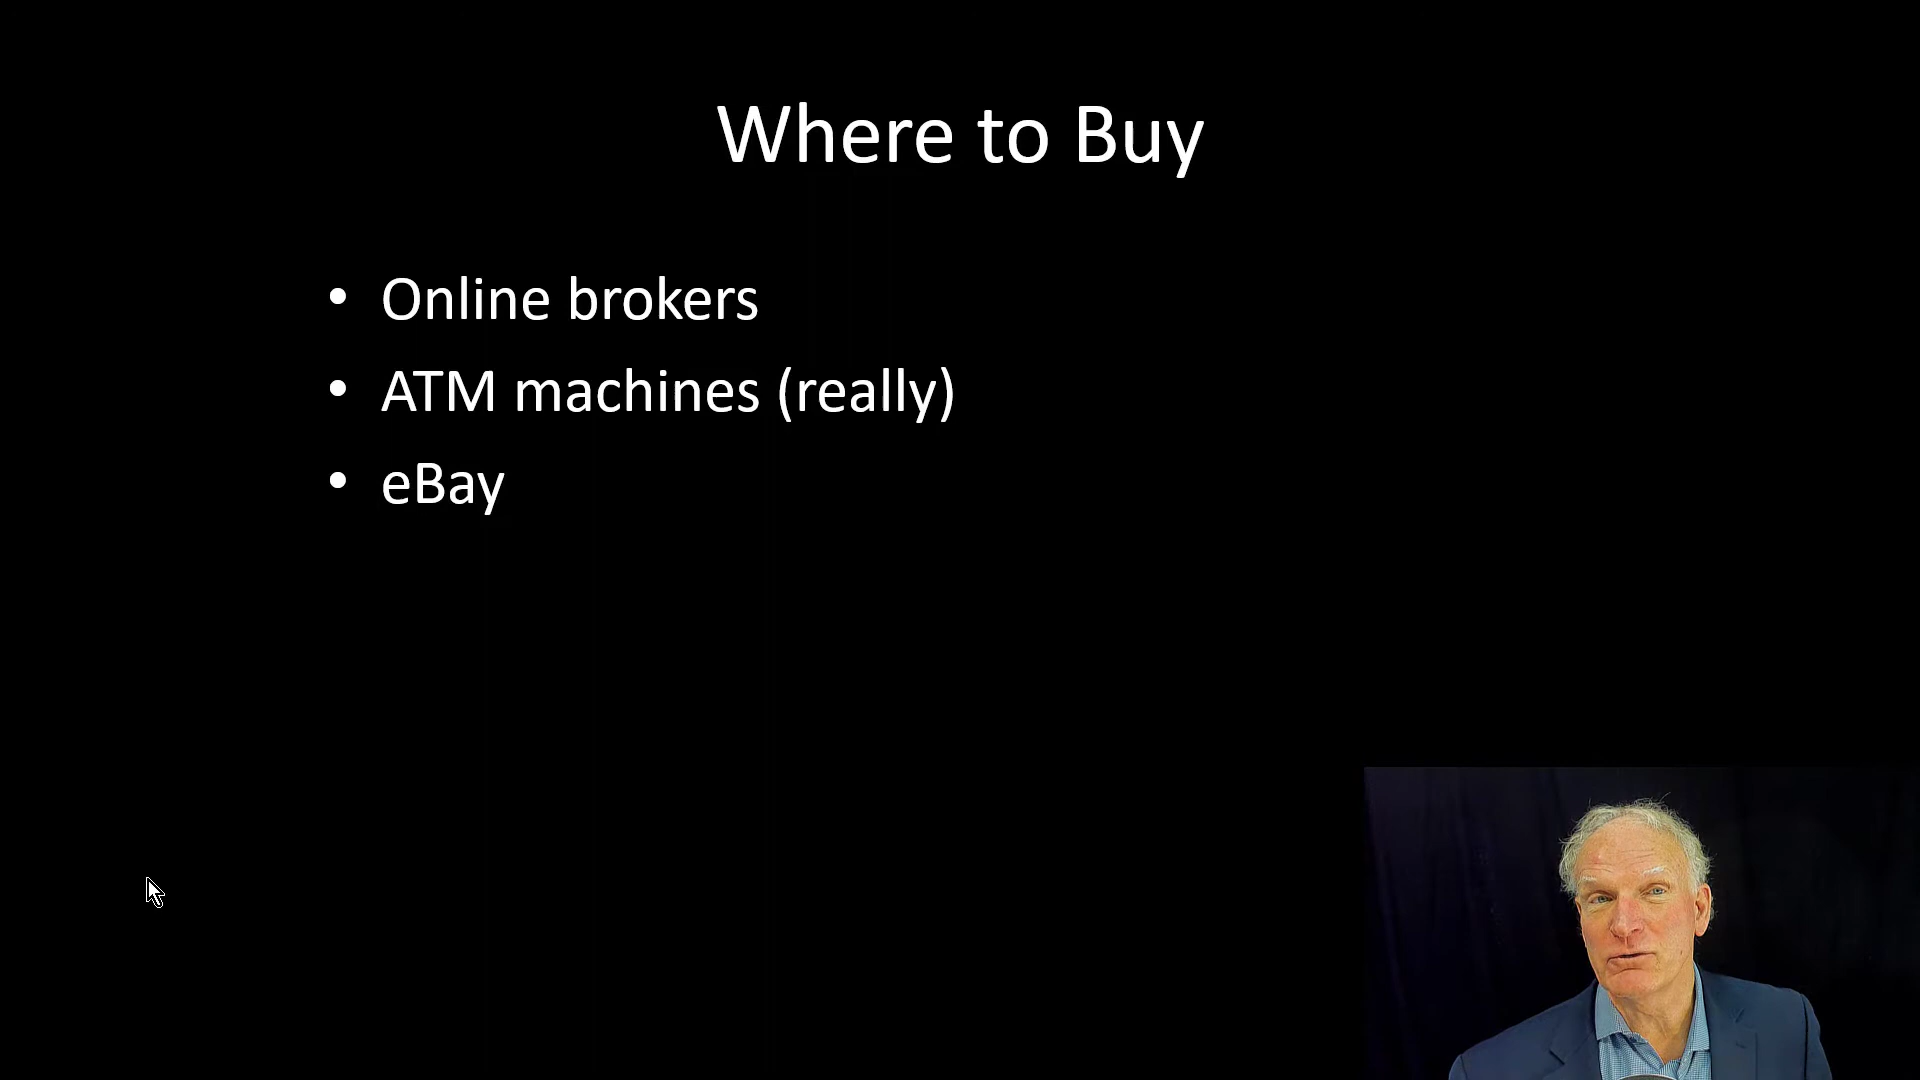 Where to Buy
• Online brokers
• ATM machines (really)
• eBay